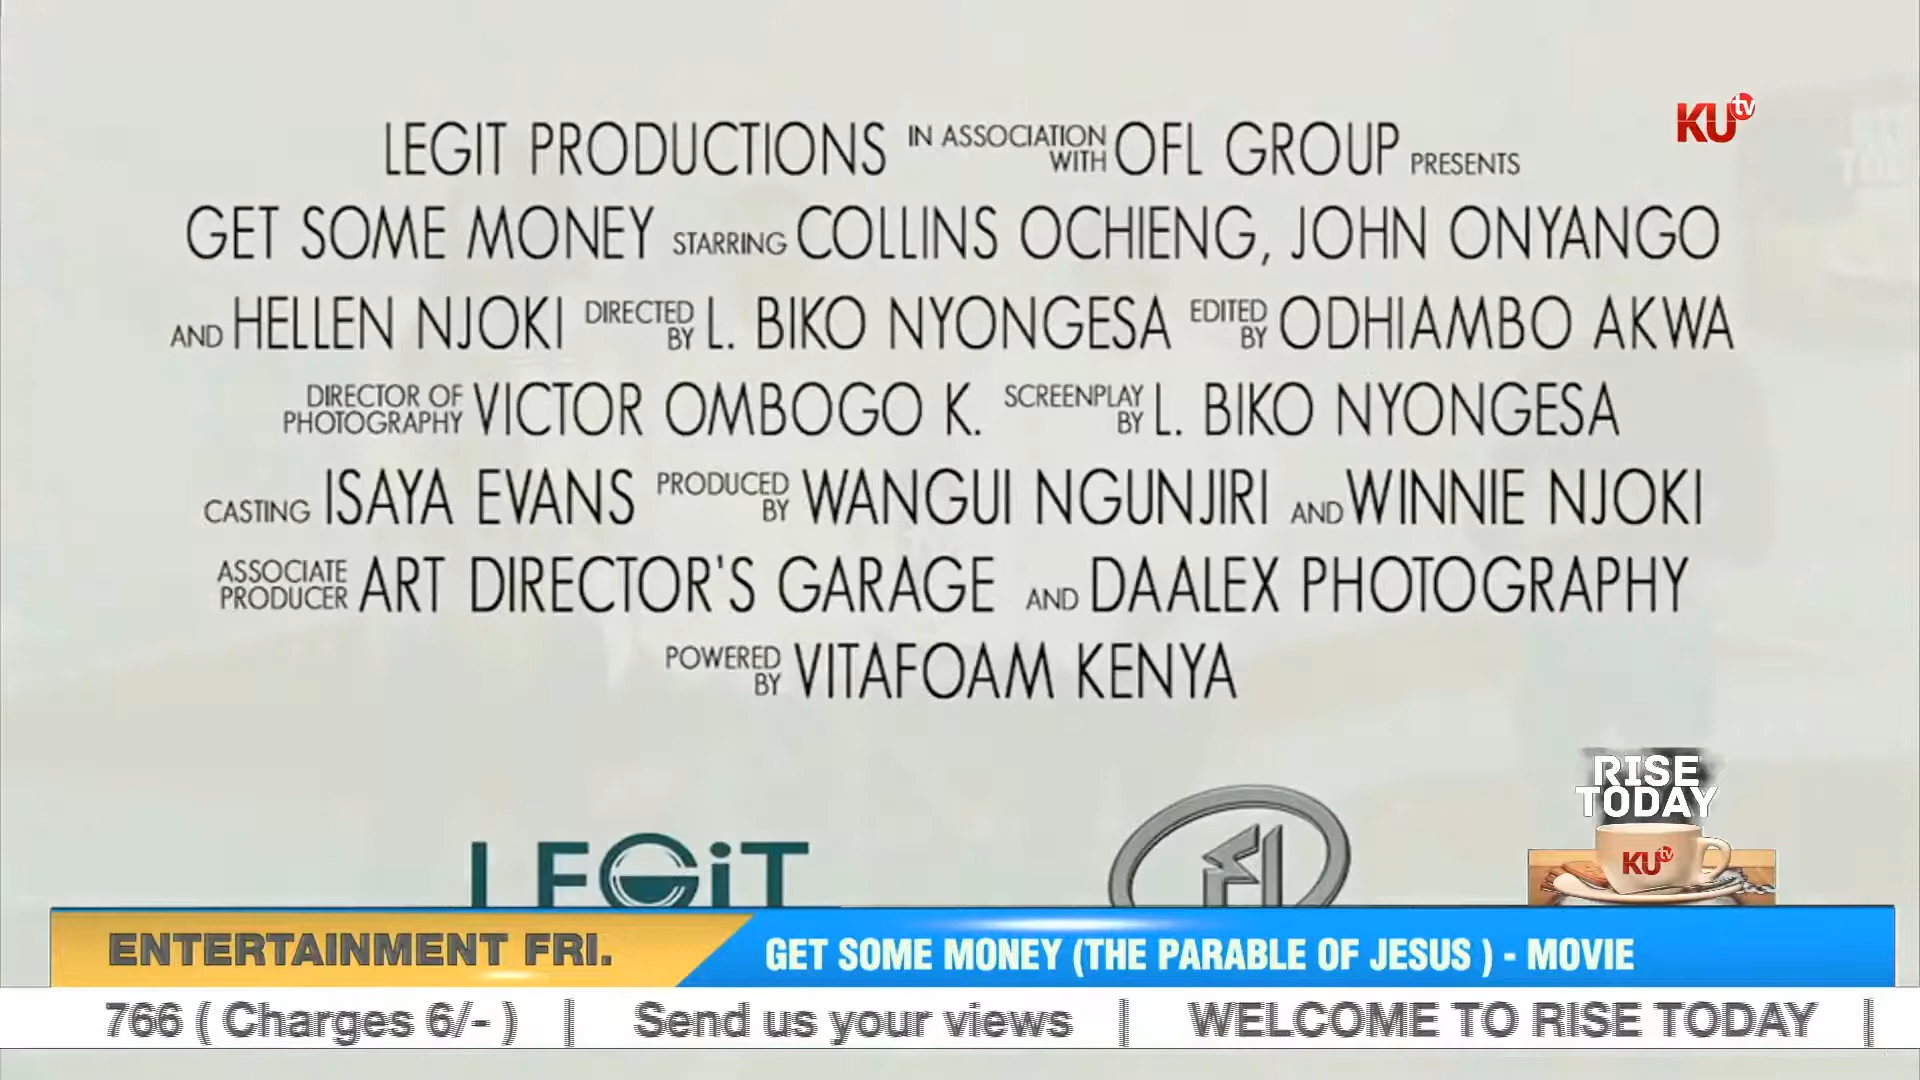 KU tv
LEGIT PRODUCTIONS IN ASSOCIATION WITH OFL GROUP PRESENTS
GET SOME MONEY STARRING COLLINS OCHIENG, JOHN ONYANGO
AND HELLEN NJOKI DIRECTED BY L. BIKO NYONGESA EDITED BY ODHIAMBO AKWA
DIRECTOR OF PHOTOGRAPHY VICTOR OMBOGO K. SCREENPLAY BY L. BIKO NYONGESA
CASTING ISAYA EVANS PRODUCED BY WANGUI NGUNJIRI AND WINNIE NJOKI
ASSOCIATE PRODUCER ART DIRECTOR'S GARAGE AND DAALEX PHOTOGRAPHY
POWERED BY VITAFOAM KENYA
RISE
TODAY
KU tv
LEGiT
ENTERTAINMENT FRI.
GET SOME MONEY (THE PARABLE OF JESUS ) - MOVIE
766 ( Charges 6/- ) | Send us your views | WELCOME TO RISE TODAY |